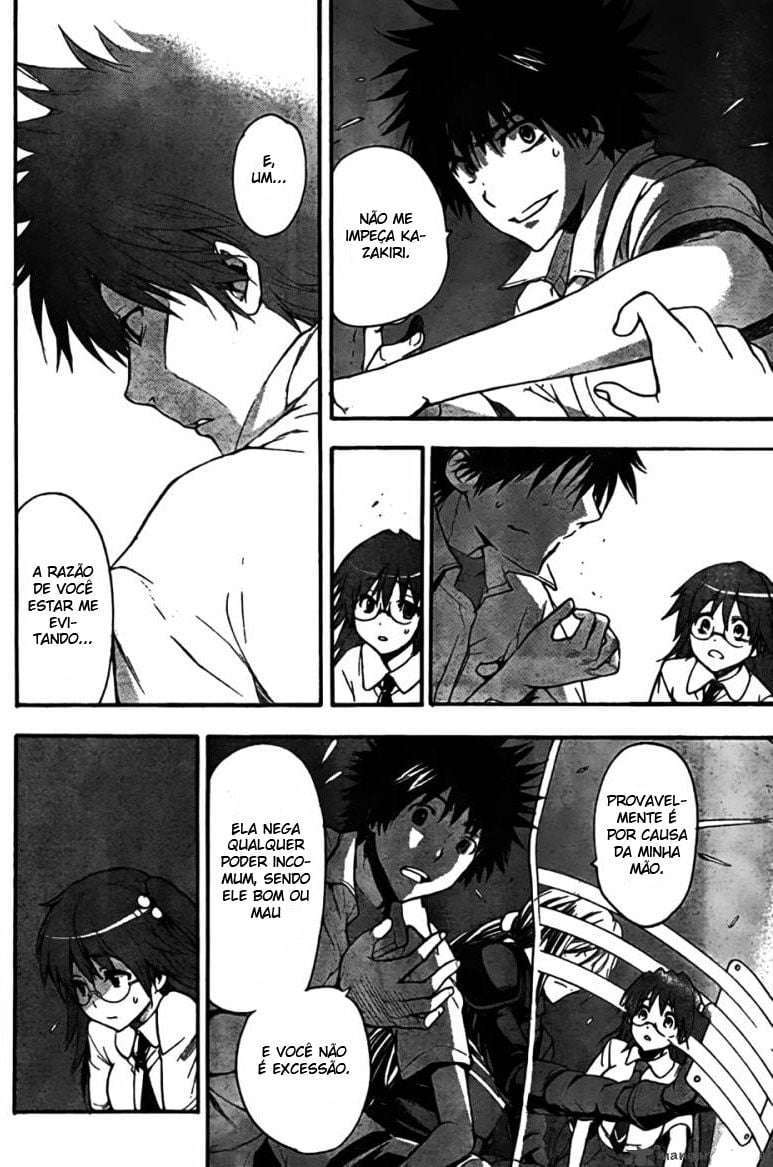 NÃO ME
IMPEÇA KA-
ZAKIRI.
E,
UM...
A RAZÃO
DE VOCÊ
ESTAR ME
EVI-
TANDO...
PROVAVEL-
MENTE É
POR CAUSA
DA MINHA
MÃO.
ELA NEGA
QUALQUER
PODER INCO-
MUM, SENDO
ELE BOM OU
MAU
E VOCÊ NÃO
É EXCESSÃO.